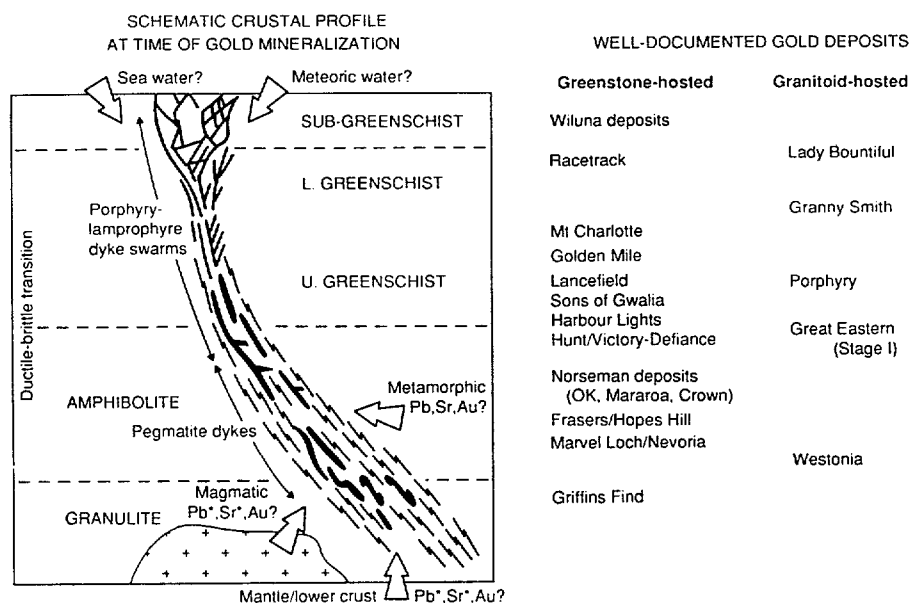 SCHEMATIC CRUSTAL PROFILE
AT TIME OF GOLD MINERALIZATION
Sea water?
Meteoric water?
SUB-GREENSCHIST
L. GREENSCHIST
Porphyry-
lamprophyre
dyke swarms
U. GREENSCHIST
Ductile-brittle transition
AMPHIBOLITE
Metamorphic
Pb,Sr,Au?
Pegmatite dykes
Magmatic
Pb*,Sr*,Au?
GRANULITE
Mantle/lower crust
Pb*,Sr*,Au?
WELL-DOCUMENTED GOLD DEPOSITS
Greenstone-hosted
Granitoid-hosted
Wiluna deposits
Racetrack
Lady Bountiful
Granny Smith
Mt Charlotte
Golden Mile
Lancefield
Porphyry
Sons of Gwalia
Harbour Lights
Great Eastern
(Stage I)
Hunt/Victory-Defiance
Norseman deposits
(OK, Mararoa, Crown)
Frasers/Hopes Hill
Marvel Loch/Nevoria
Westonia
Griffins Find